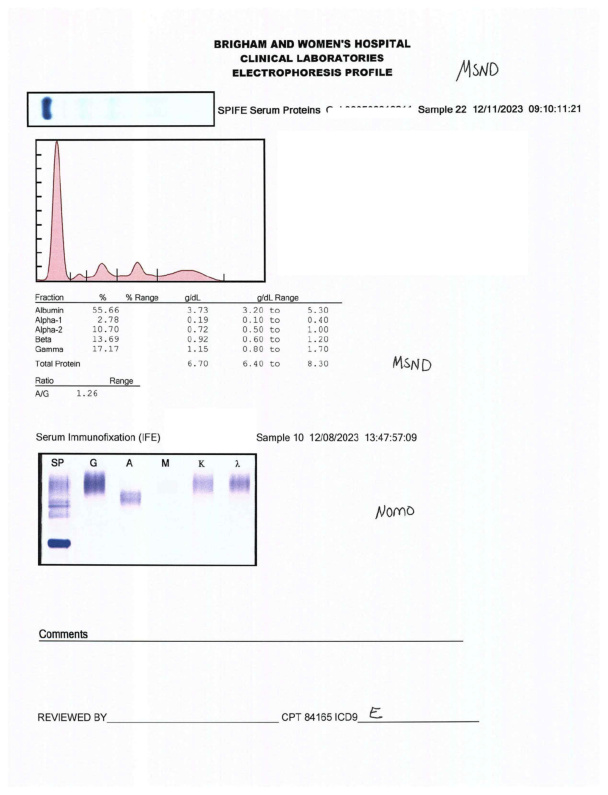 BRIGHAM AND WOMEN'S HOSPITAL
CLINICAL LABORATORIES
ELECTROPHORESIS PROFILE
MSND
SPIFE Serum Proteins Sample 22 12/11/2023 09:10:11:21
Fraction % % Range g/dL g/dL Range
Albumin 55.66 3.73 3.20 to 5.30
Alpha-1 2.78 0.19 0.10 to 0.40
Alpha-2 10.70 0.72 0.50 to 1.00
Beta 13.69 0.92 0.60 to 1.20
Gamma 17.17 1.15 0.80 to 1.70
Total Protein 6.70 6.40 to 8.30
MSND
Ratio Range
A/G 1.26
Serum Immunofixation (IFE) Sample 10 12/08/2023 13:47:57:09
SP G A M K λ
Nomo
Comments
REVIEWED BY CPT 84165 ICD9 E